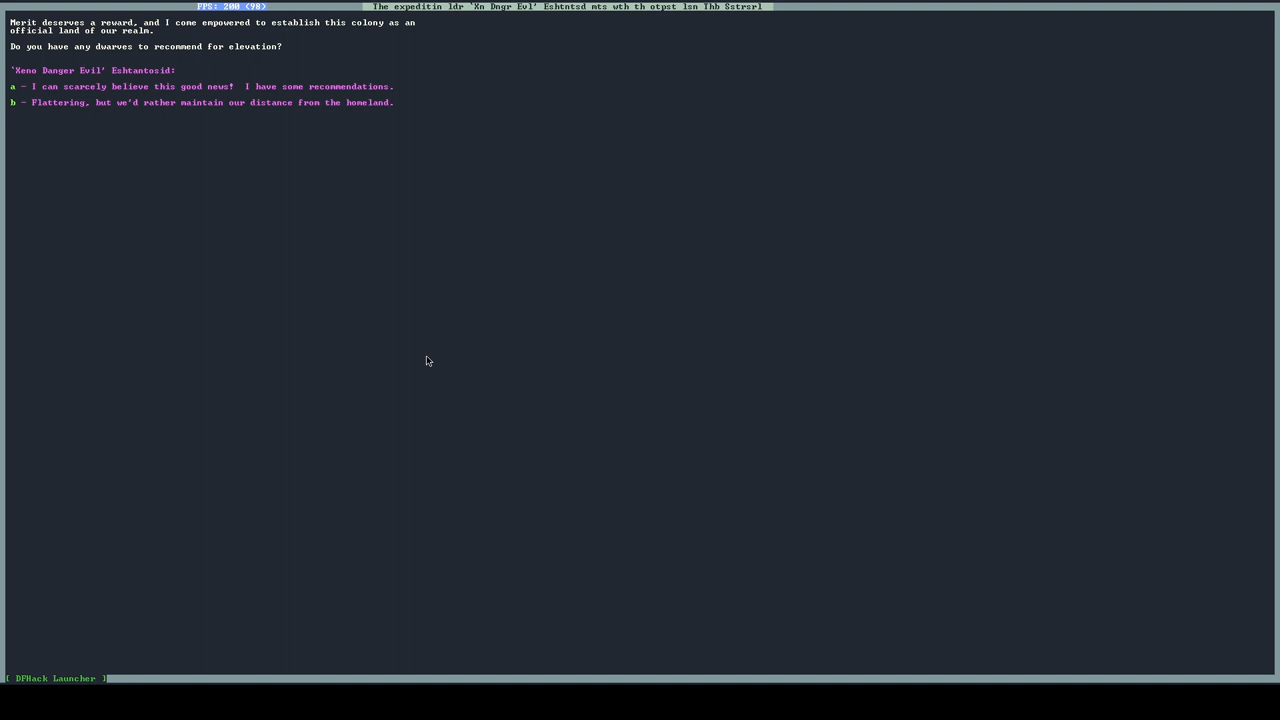 FPS: 200 (98)
The expeditin ldr `Xn Dngr Evl' Eshtntsd mts wth th otpst lsn Thb Sstrsrl
Merit deserves a reward, and I come empowered to establish this colony as an
official land of our realm.
Do you have any dwarves to recommend for elevation?
`Xeno Danger Evil' Eshtantosid:
a - I can scarcely believe this good news!  I have some recommendations.
b - Flattering, but we'd rather maintain our distance from the homeland.
[ DFHack Launcher ]